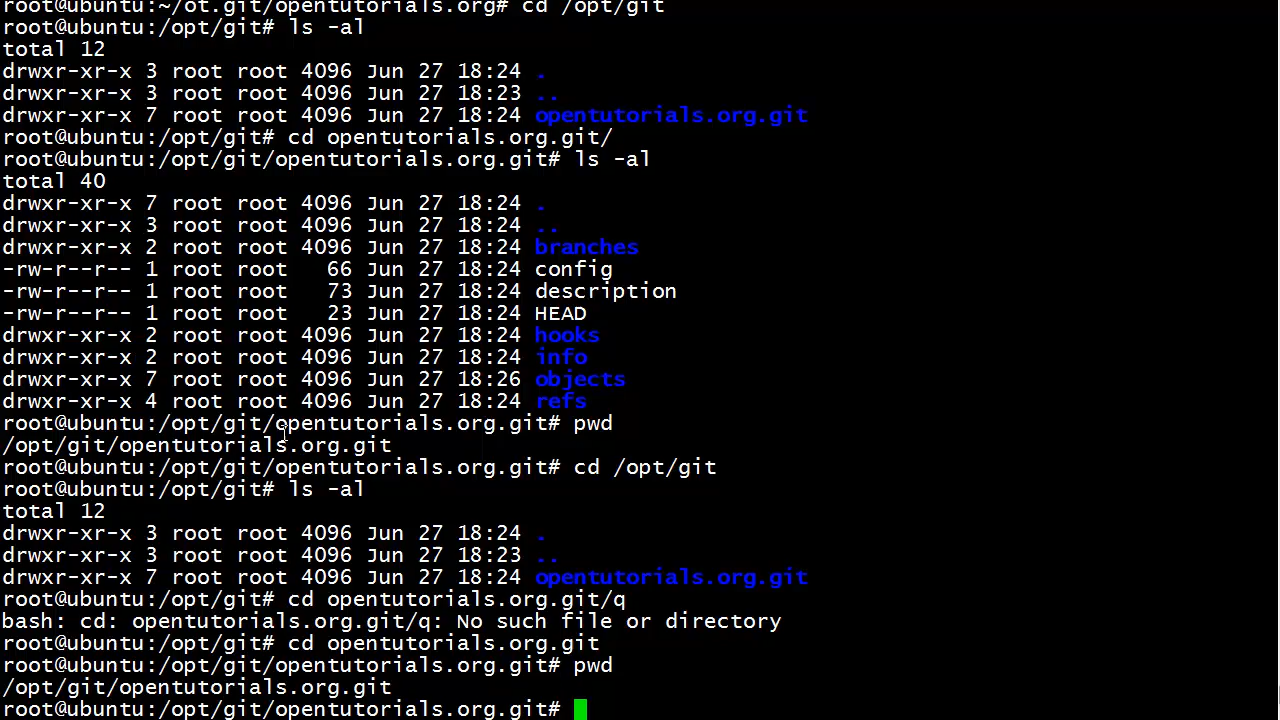 root@ubuntu:~/ot.git/opentutorials.org# cd /opt/git
root@ubuntu:/opt/git# ls -al
total 12
drwxr-xr-x 3 root root 4096 Jun 27 18:24 .
drwxr-xr-x 3 root root 4096 Jun 27 18:23 ..
drwxr-xr-x 7 root root 4096 Jun 27 18:24 opentutorials.org.git
root@ubuntu:/opt/git# cd opentutorials.org.git/
root@ubuntu:/opt/git/opentutorials.org.git# ls -al
total 40
drwxr-xr-x 7 root root 4096 Jun 27 18:24 .
drwxr-xr-x 3 root root 4096 Jun 27 18:24 ..
drwxr-xr-x 2 root root 4096 Jun 27 18:24 branches
-rw-r--r-- 1 root root   66 Jun 27 18:24 config
-rw-r--r-- 1 root root   73 Jun 27 18:24 description
-rw-r--r-- 1 root root   23 Jun 27 18:24 HEAD
drwxr-xr-x 2 root root 4096 Jun 27 18:24 hooks
drwxr-xr-x 2 root root 4096 Jun 27 18:24 info
drwxr-xr-x 7 root root 4096 Jun 27 18:26 objects
drwxr-xr-x 4 root root 4096 Jun 27 18:24 refs
root@ubuntu:/opt/git/opentutorials.org.git# pwd
/opt/git/opentutorials.org.git
root@ubuntu:/opt/git/opentutorials.org.git# cd /opt/git
root@ubuntu:/opt/git# ls -al
total 12
drwxr-xr-x 3 root root 4096 Jun 27 18:24 .
drwxr-xr-x 3 root root 4096 Jun 27 18:23 ..
drwxr-xr-x 7 root root 4096 Jun 27 18:24 opentutorials.org.git
root@ubuntu:/opt/git# cd opentutorials.org.git/q
bash: cd: opentutorials.org.git/q: No such file or directory
root@ubuntu:/opt/git# cd opentutorials.org.git
root@ubuntu:/opt/git/opentutorials.org.git# pwd
/opt/git/opentutorials.org.git
root@ubuntu:/opt/git/opentutorials.org.git#